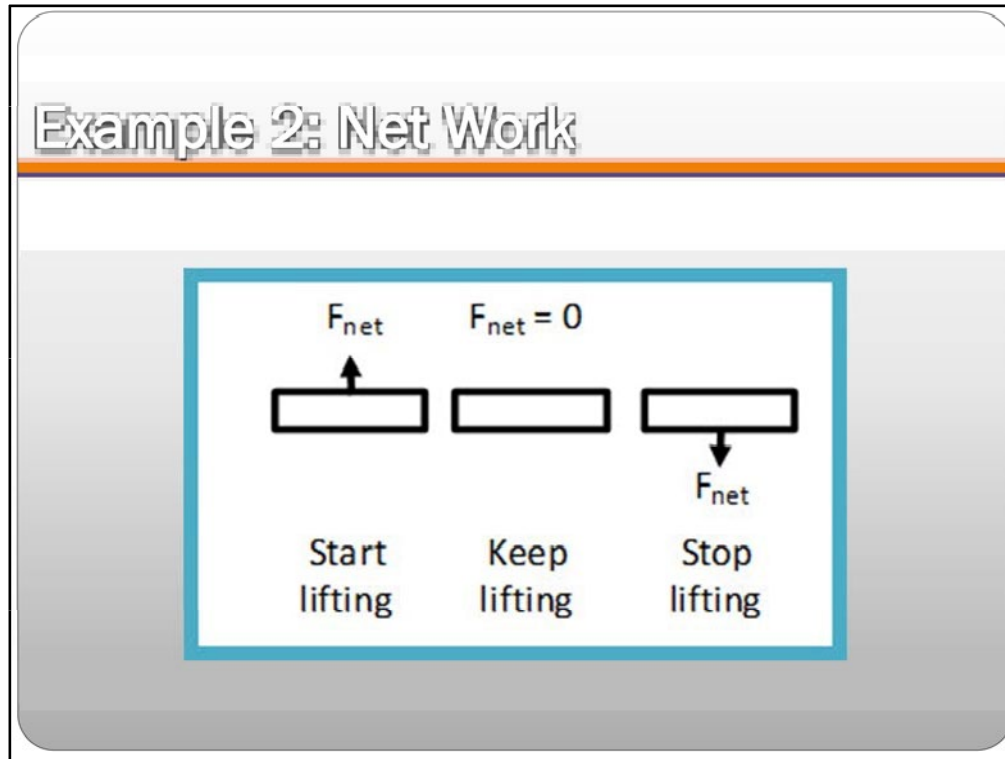 Example 2: Net Work
Fnet Fnet = 0
Fnet
Start Keep Stop
lifting lifting lifting